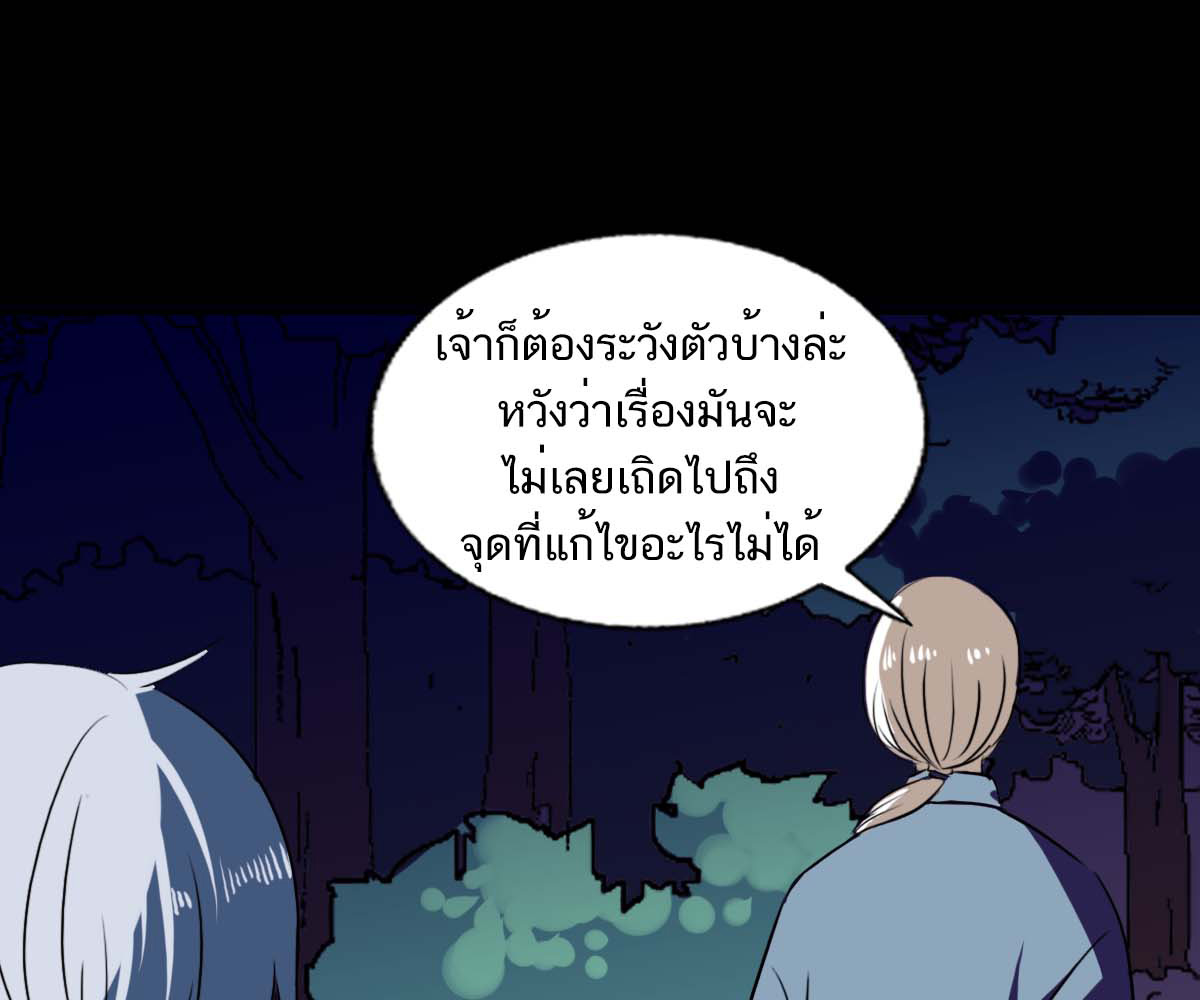 เจ้าก็ต้องระวังตัวบ้างล่ะ
หวังว่าเรื่องมันจะ
ไม่เลยเถิดไปถึง
จุดที่แก้ไขอะไรไม่ได้